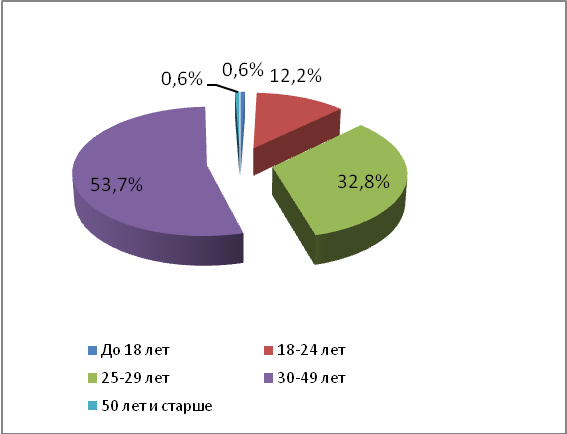 0,6%
0,6%
12,2%
32,8%
53,7%
До 18 лет
18-24 лет
25-29 лет
30-49 лет
50 лет и старше